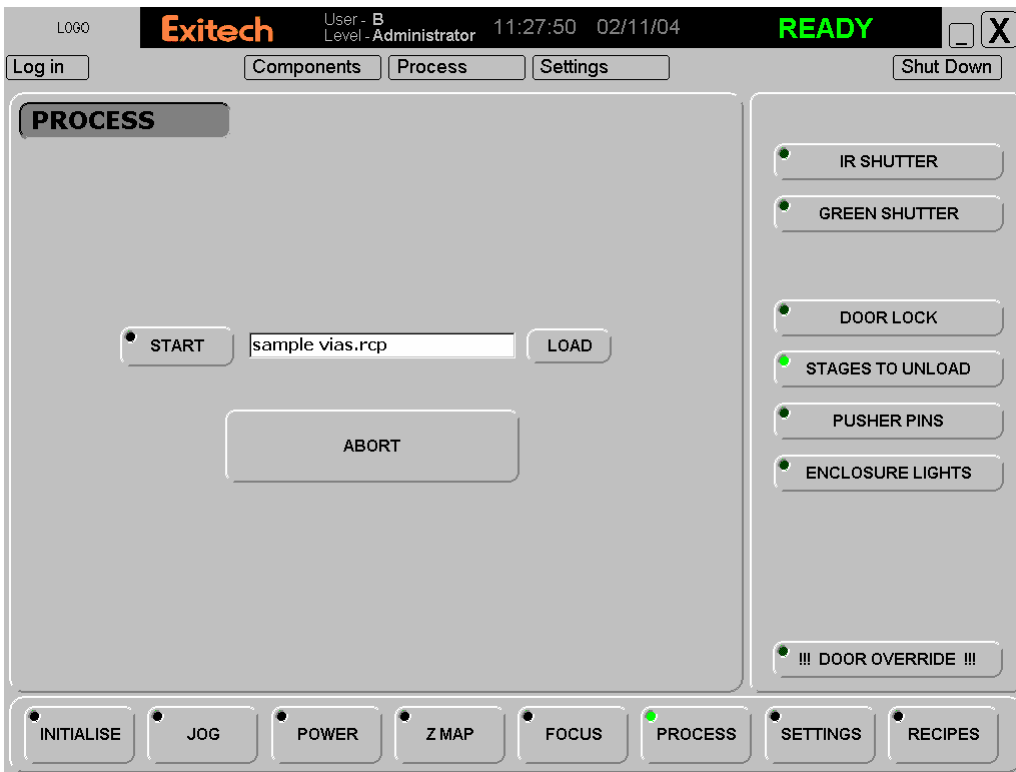 LOGO Exitech User - B 11:27:50 02/11/04 READY _ X
Level - Administrator
Log in Components Process Settings Shut Down
PROCESS
IR SHUTTER
GREEN SHUTTER
DOOR LOCK
START sample vias.rcp LOAD
STAGES TO UNLOAD
PUSHER PINS
ABORT
ENCLOSURE LIGHTS
!!! DOOR OVERRIDE !!!
INITIALISE JOG POWER Z MAP FOCUS PROCESS SETTINGS RECIPES